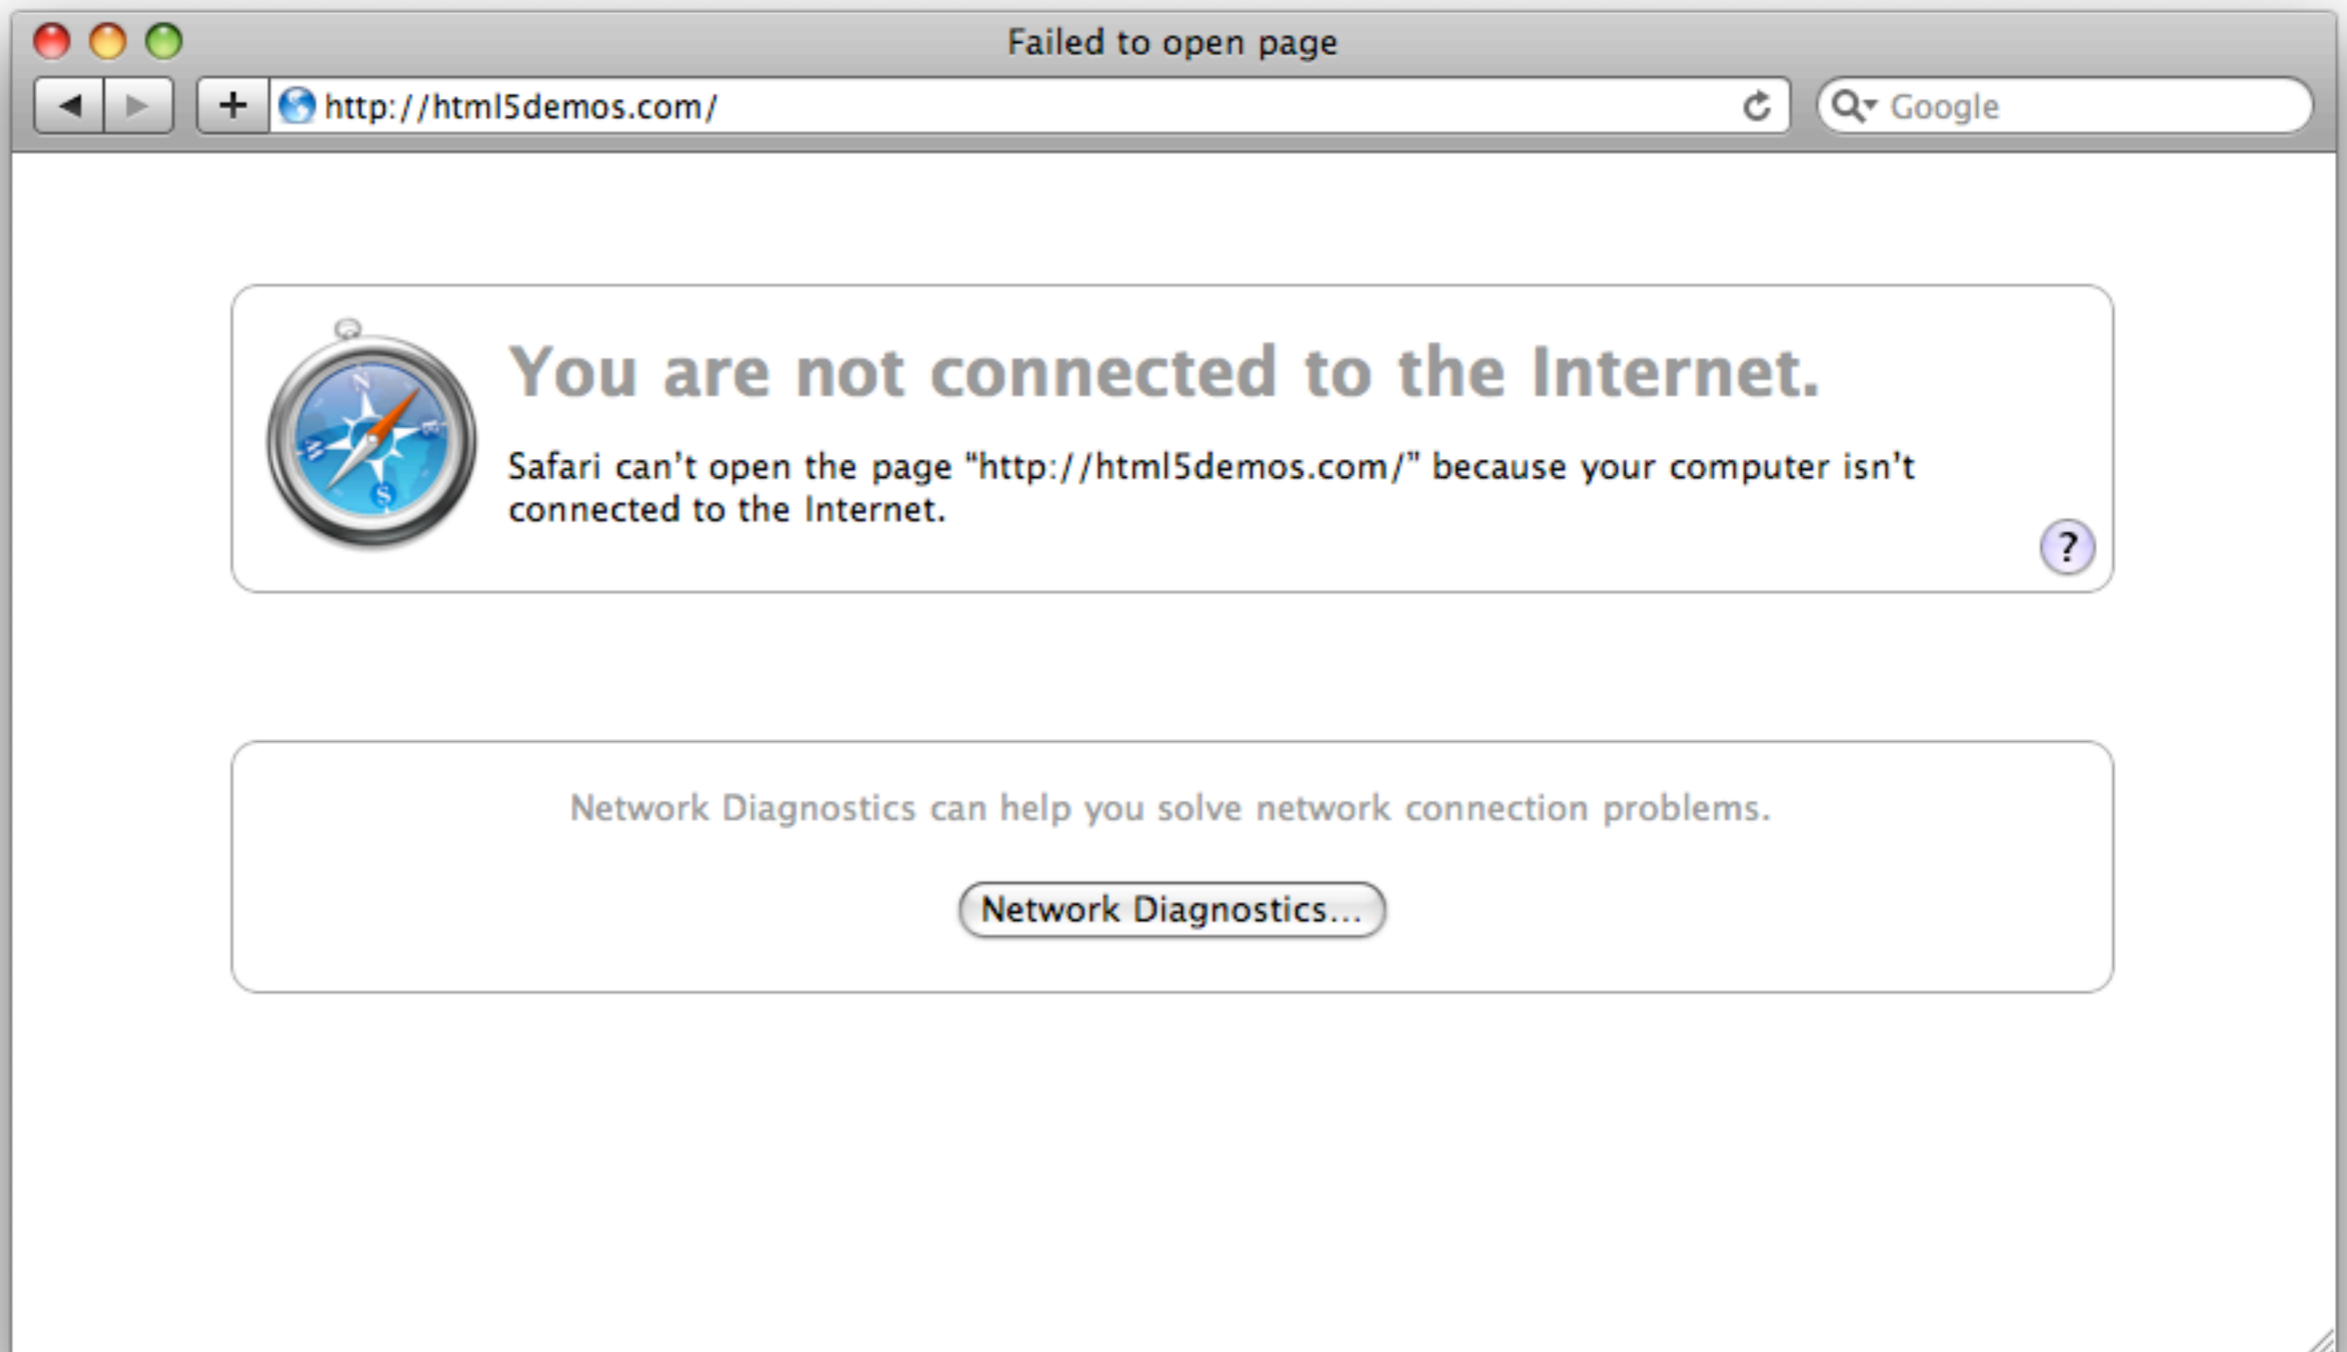 Failed to open page
http://html5demos.com/
Google
You are not connected to the Internet.
Safari can’t open the page “http://html5demos.com/” because your computer isn’t
connected to the Internet.
?
Network Diagnostics can help you solve network connection problems.
Network Diagnostics...
N
E
S
W